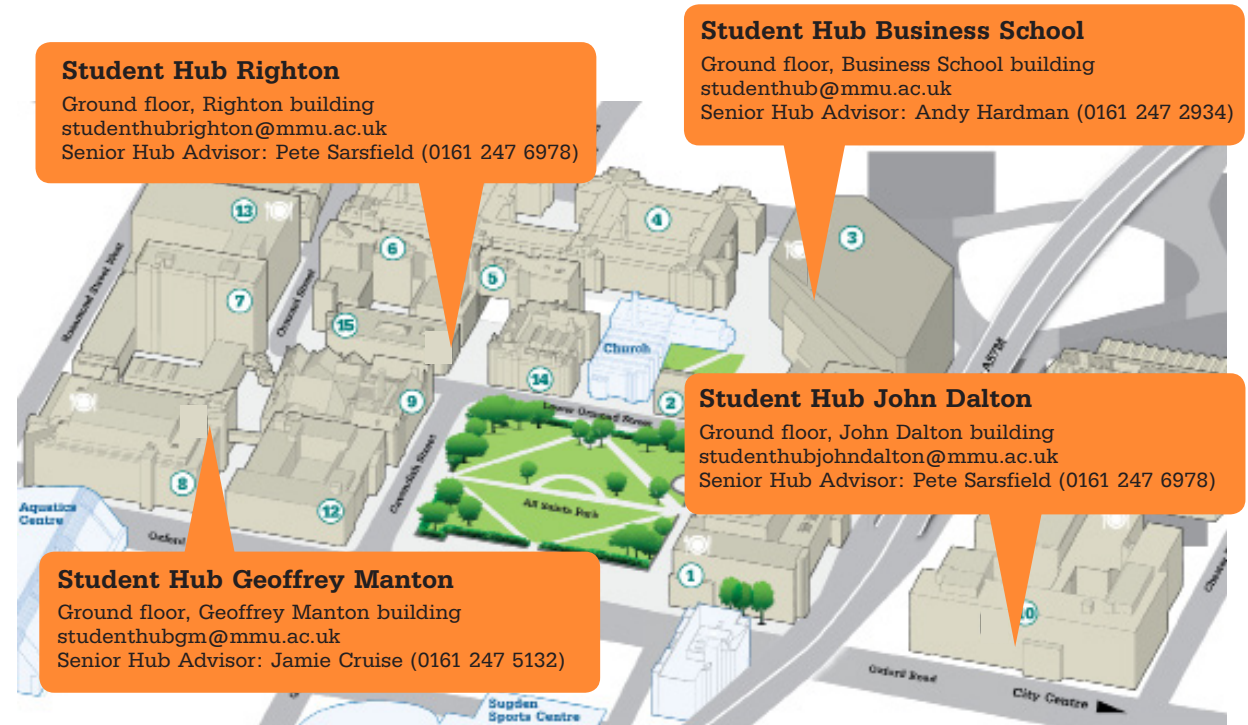 Student Hub Righton
Ground floor, Righton building
studenthubrighton@mmu.ac.uk
Senior Hub Advisor: Pete Sarsfield (0161 247 6978)
Student Hub Business School
Ground floor, Business School building
studenthub@mmu.ac.uk
Senior Hub Advisor: Andy Hardman (0161 247 2934)
13
4
3
6
5
7
Rosamond Street West
Ormond Street
15
Church
A57M
14
2
Lower Ormond Street
9
Cavendish Street
All Saints Park
8
12
Aquatics
Centre
Oxford
1
Student Hub John Dalton
Ground floor, John Dalton building
studenthubjohndalton@mmu.ac.uk
Senior Hub Advisor: Pete Sarsfield (0161 247 6978)
Student Hub Geoffrey Manton
Ground floor, Geoffrey Manton building
studenthubgm@mmu.ac.uk
Senior Hub Advisor: Jamie Cruise (0161 247 5132)
Chester
Oxford Road
City Centre
Sugden
Sports Centre